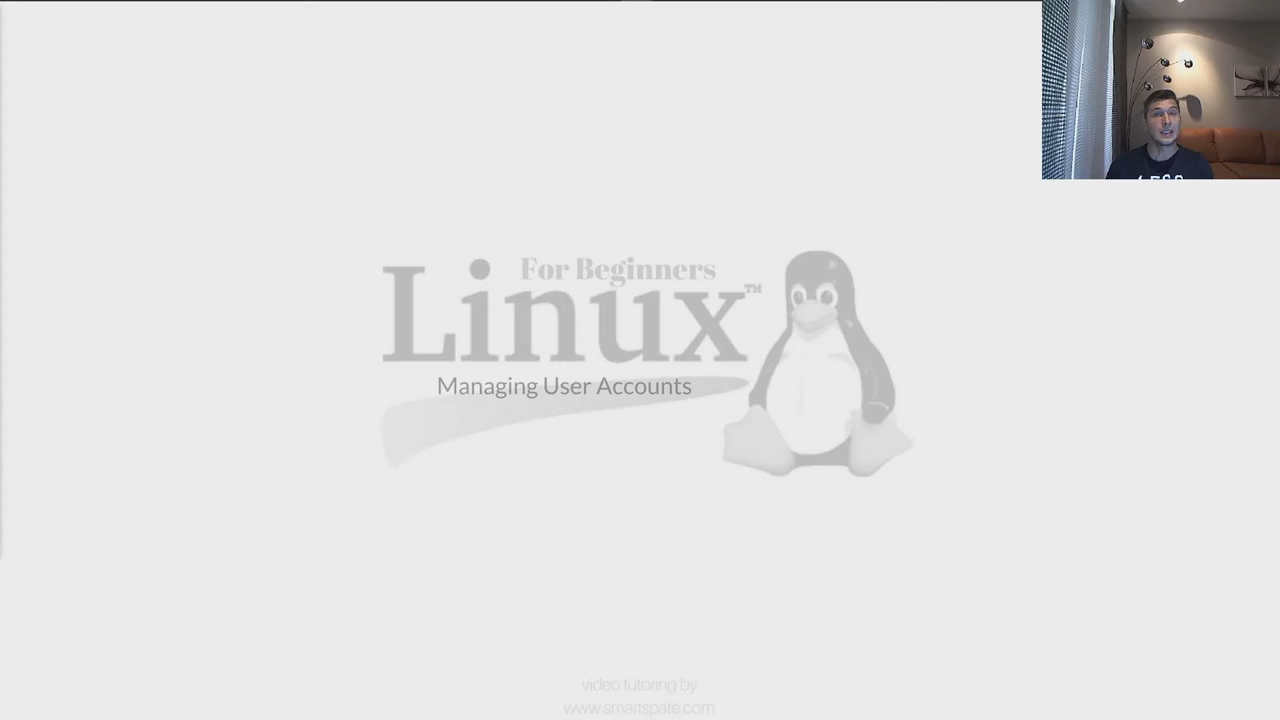 For Beginners
Linux™
Managing User Accounts
video tutoring by
www.smartspate.com